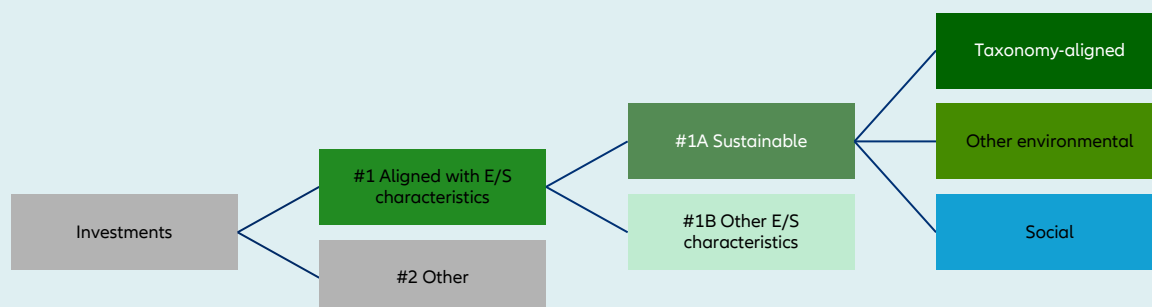 Investments
#1 Aligned with E/S
characteristics
#2 Other
#1A Sustainable
#1B Other E/S
characteristics
Taxonomy-aligned
Other environmental
Social